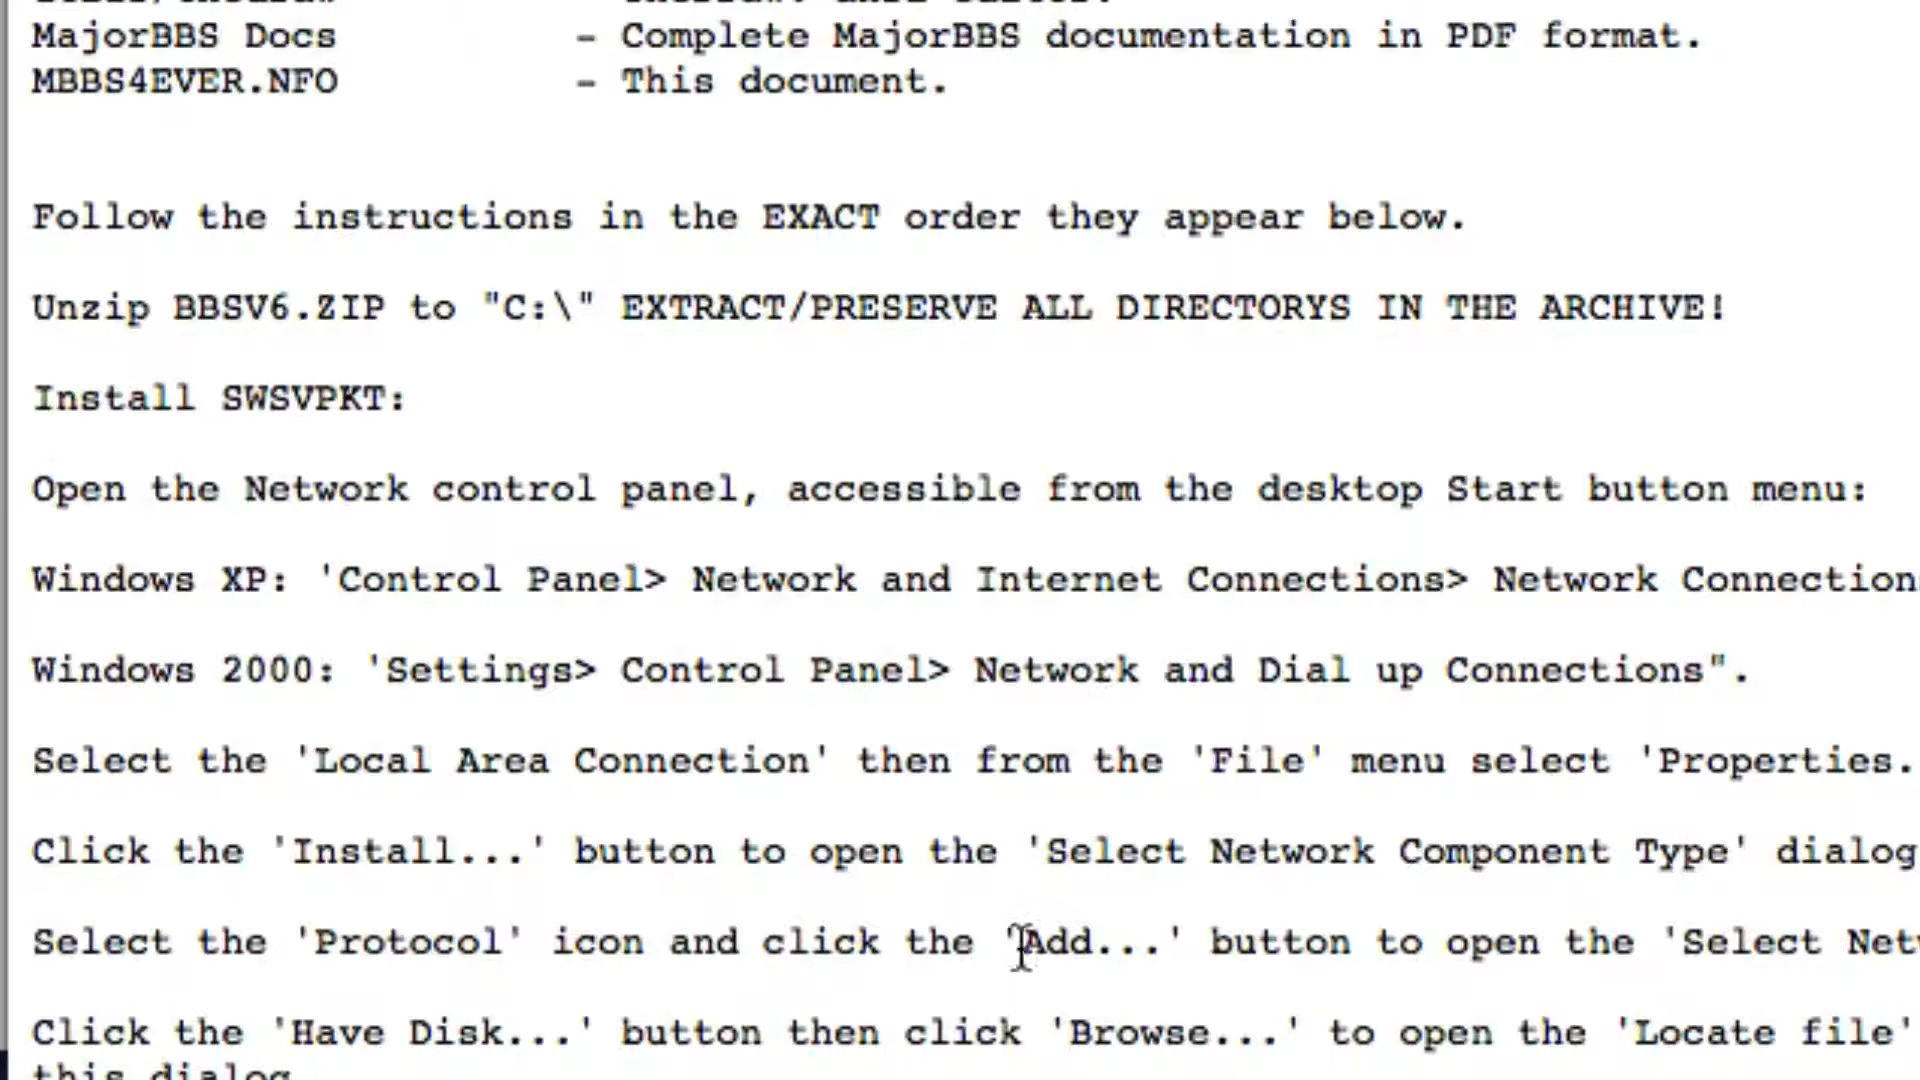 MajorBBS Docs - Complete MajorBBS documentation in PDF format.
MBBS4EVER.NFO - This document.
Follow the instructions in the EXACT order they appear below.
Unzip BBSV6.ZIP to "C:\" EXTRACT/PRESERVE ALL DIRECTORYS IN THE ARCHIVE!
Install SWSVPKT:
Open the Network control panel, accessible from the desktop Start button menu:
Windows XP: 'Control Panel> Network and Internet Connections> Network Connection
Windows 2000: 'Settings> Control Panel> Network and Dial up Connections".
Select the 'Local Area Connection' then from the 'File' menu select 'Properties.
Click the 'Install...' button to open the 'Select Network Component Type' dialog
Select the 'Protocol' icon and click the 'Add...' button to open the 'Select Net
Click the 'Have Disk...' button then click 'Browse...' to open the 'Locate file'
this dialog